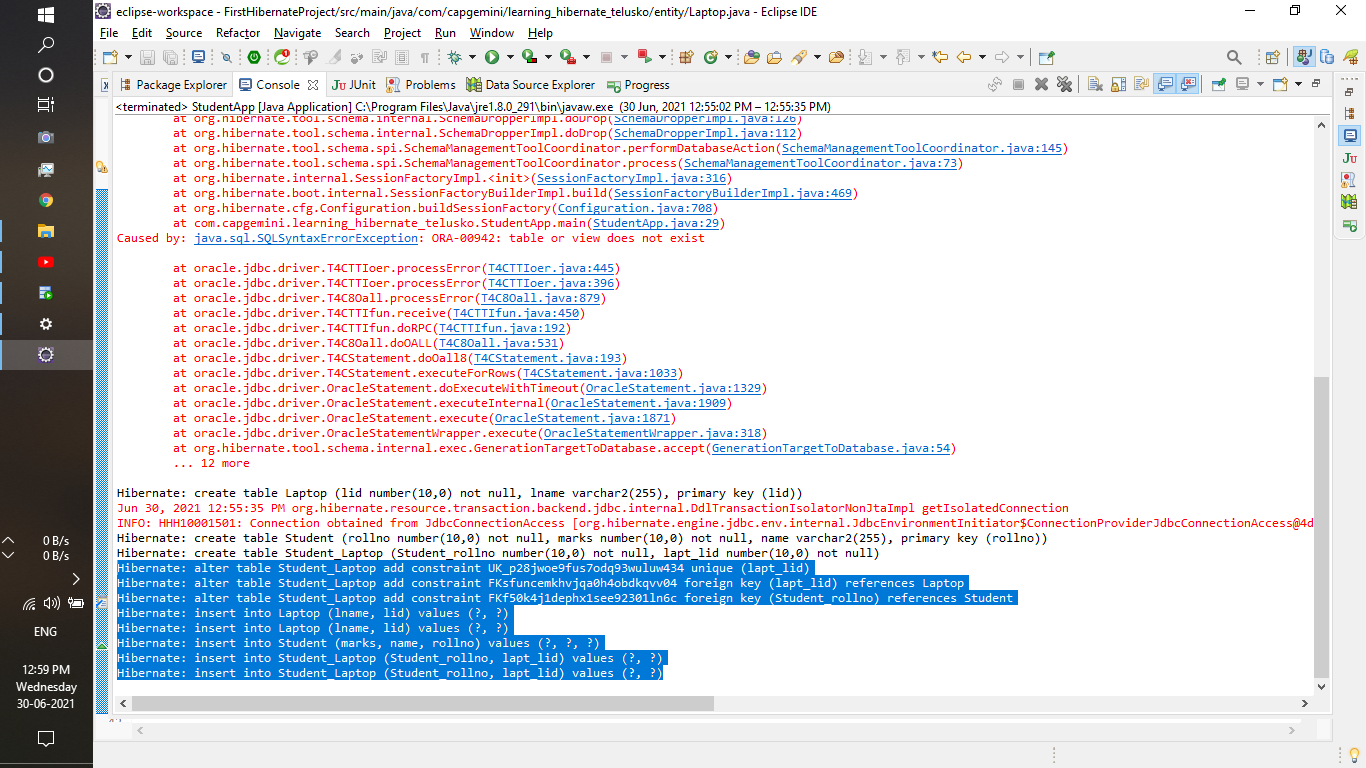 eclipse-workspace - FirstHibernateProject/src/main/java/com/capgemini/learning_hibernate_telusko/entity/Laptop.java - Eclipse IDE
File Edit Source Refactor Navigate Search Project Run Window Help
Package Explorer Console JUnit Problems Data Source Explorer Progress
<terminated> StudentApp [Java Application] C:\Program Files\Java\jre1.8.0_291\bin\javaw.exe (30 Jun, 2021 12:55:02 PM – 12:55:35 PM)
at org.hibernate.tool.schema.internal.SchemaDropperImpl.doDrop(SchemaDropperImpl.java:126)
at org.hibernate.tool.schema.internal.SchemaDropperImpl.doDrop(SchemaDropperImpl.java:112)
at org.hibernate.tool.schema.spi.SchemaManagementToolCoordinator.performDatabaseAction(SchemaManagementToolCoordinator.java:145)
at org.hibernate.tool.schema.spi.SchemaManagementToolCoordinator.process(SchemaManagementToolCoordinator.java:73)
at org.hibernate.internal.SessionFactoryImpl.<init>(SessionFactoryImpl.java:316)
at org.hibernate.boot.internal.SessionFactoryBuilderImpl.build(SessionFactoryBuilderImpl.java:469)
at org.hibernate.cfg.Configuration.buildSessionFactory(Configuration.java:708)
at com.capgemini.learning_hibernate_telusko.StudentApp.main(StudentApp.java:29)
Caused by: java.sql.SQLSyntaxErrorException: ORA-00942: table or view does not exist
at oracle.jdbc.driver.T4CTTIoer.processError(T4CTTIoer.java:445)
at oracle.jdbc.driver.T4CTTIoer.processError(T4CTTIoer.java:396)
at oracle.jdbc.driver.T4C8Oall.processError(T4C8Oall.java:879)
at oracle.jdbc.driver.T4CTTIfun.receive(T4CTTIfun.java:450)
at oracle.jdbc.driver.T4CTTIfun.doRPC(T4CTTIfun.java:192)
at oracle.jdbc.driver.T4C8Oall.doOALL(T4C8Oall.java:531)
at oracle.jdbc.driver.T4CStatement.doOall8(T4CStatement.java:193)
at oracle.jdbc.driver.T4CStatement.executeForRows(T4CStatement.java:1033)
at oracle.jdbc.driver.OracleStatement.doExecuteWithTimeout(OracleStatement.java:1329)
at oracle.jdbc.driver.OracleStatement.executeInternal(OracleStatement.java:1909)
at oracle.jdbc.driver.OracleStatement.execute(OracleStatement.java:1871)
at oracle.jdbc.driver.OracleStatementWrapper.execute(OracleStatementWrapper.java:318)
at org.hibernate.tool.schema.internal.exec.GenerationTargetToDatabase.accept(GenerationTargetToDatabase.java:54)
... 12 more
Hibernate: create table Laptop (lid number(10,0) not null, lname varchar2(255), primary key (lid))
Jun 30, 2021 12:55:35 PM org.hibernate.resource.transaction.backend.jdbc.internal.DdlTransactionIsolatorNonJtaImpl getIsolatedConnection
INFO: HHH10001501: Connection obtained from JdbcConnectionAccess [org.hibernate.engine.jdbc.env.internal.JdbcEnvironmentInitiator$ConnectionProviderJdbcConnectionAccess@4d
Hibernate: create table Student (rollno number(10,0) not null, marks number(10,0) not null, name varchar2(255), primary key (rollno))
Hibernate: create table Student_Laptop (Student_rollno number(10,0) not null, lapt_lid number(10,0) not null)
Hibernate: alter table Student_Laptop add constraint UK_p28jwoe9fus7odq93wuluw434 unique (lapt_lid)
Hibernate: alter table Student_Laptop add constraint FKsfuncemkhvjqa0h4obdkqvv04 foreign key (lapt_lid) references Laptop
Hibernate: alter table Student_Laptop add constraint FKf50k4j1dephx1see92301ln6c foreign key (Student_rollno) references Student
Hibernate: insert into Laptop (lname, lid) values (?, ?)
Hibernate: insert into Laptop (lname, lid) values (?, ?)
Hibernate: insert into Student (marks, name, rollno) values (?, ?, ?)
Hibernate: insert into Student_Laptop (Student_rollno, lapt_lid) values (?, ?)
Hibernate: insert into Student_Laptop (Student_rollno, lapt_lid) values (?, ?)
0 B/s
0 B/s
ENG
12:59 PM
Wednesday
30-06-2021